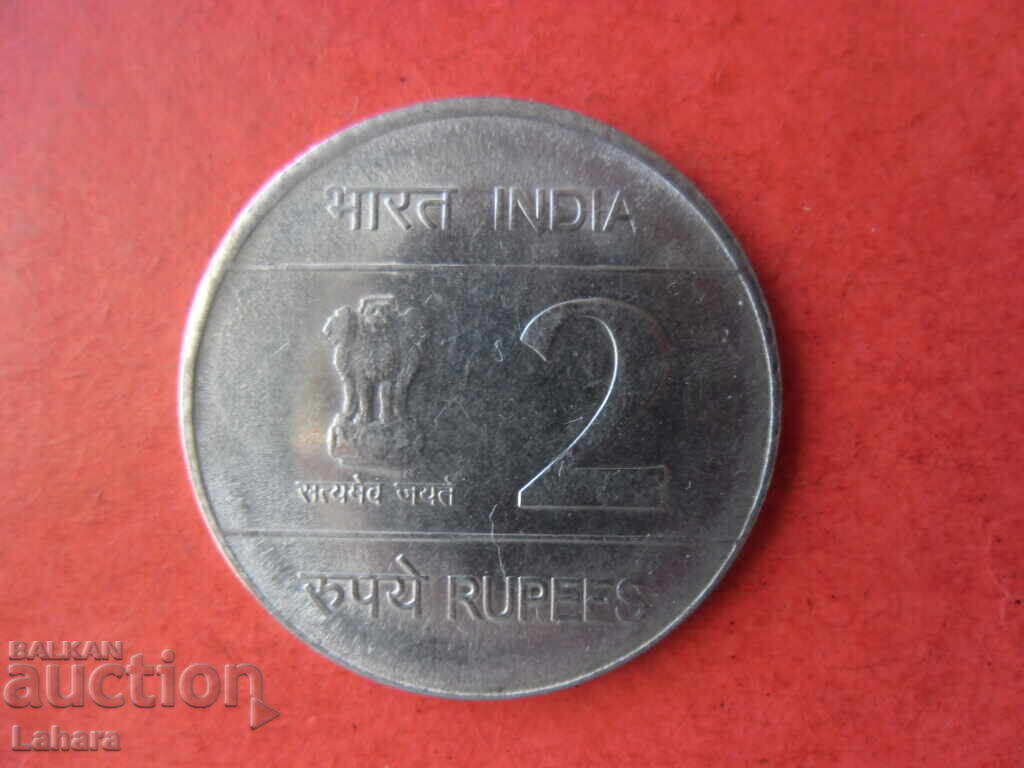 भारत INDIA
2
सत्यमेव जयते
रुपये RUPEES
BALKAN
auction
Lahara